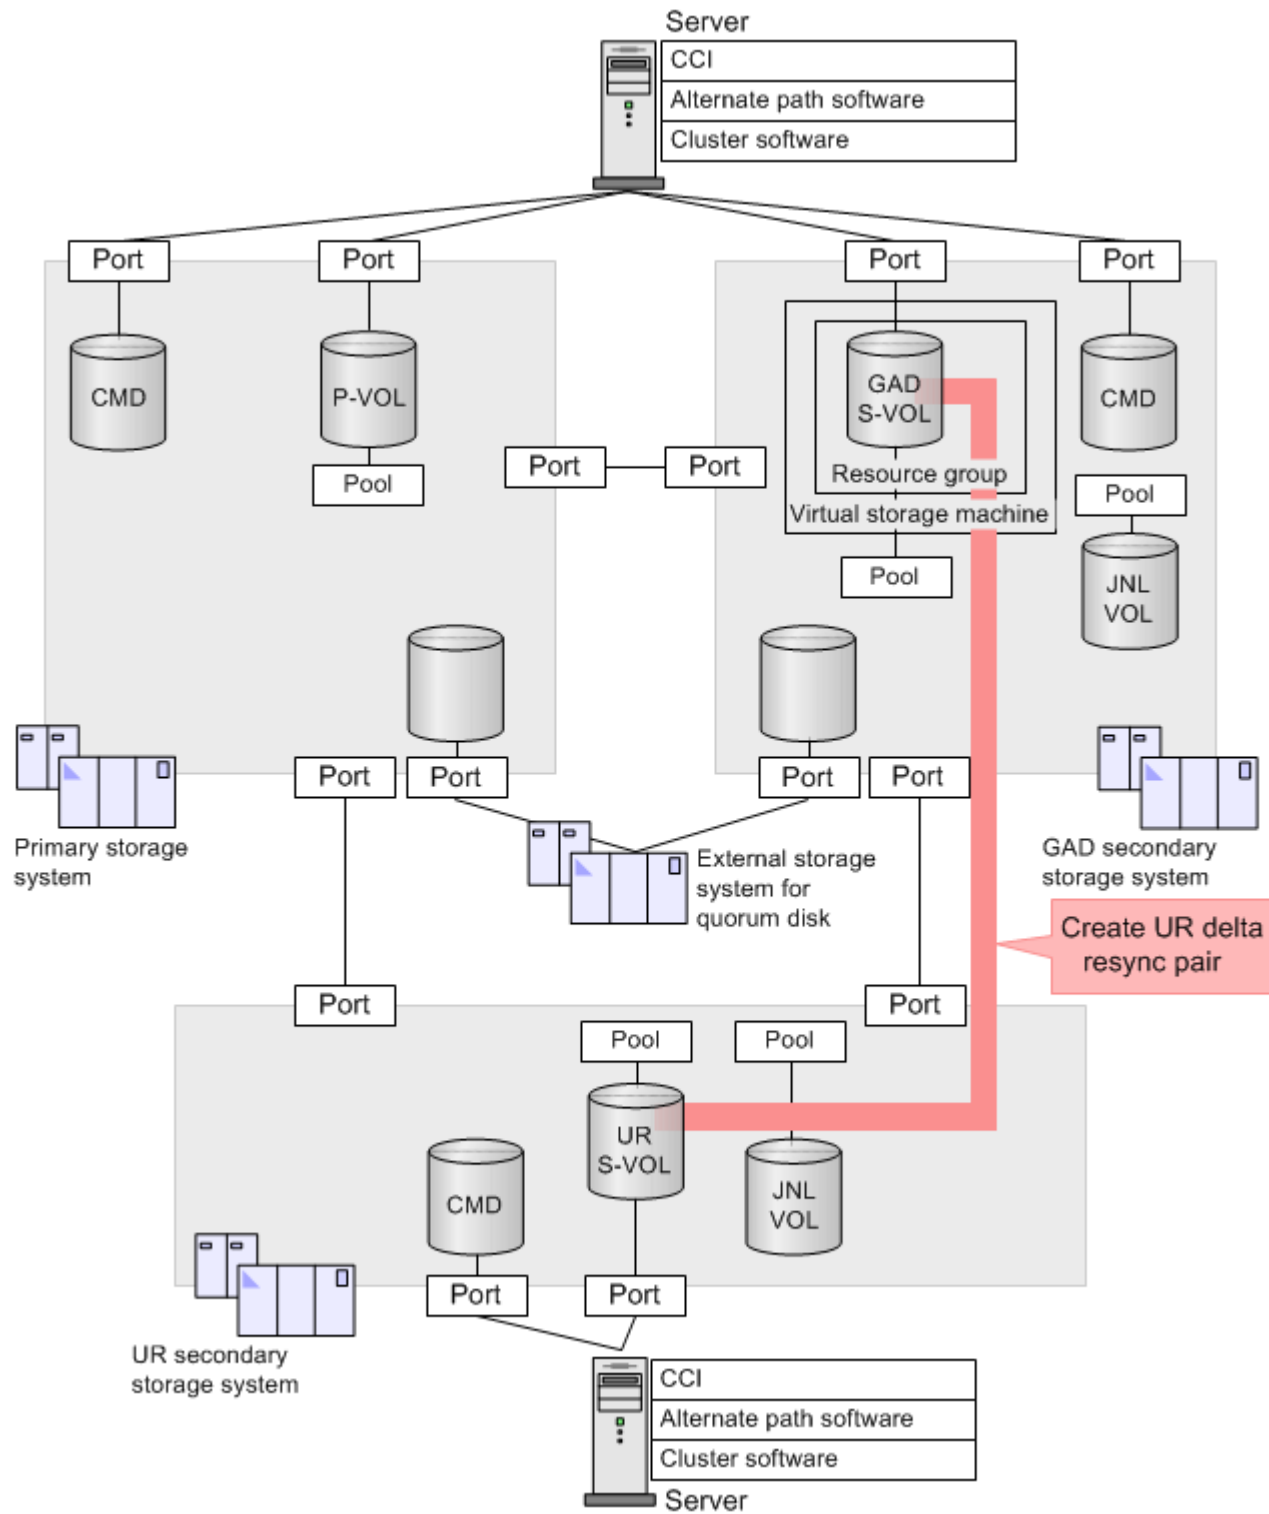 Server
CCI
Alternate path software
Cluster software
Port
Port
Port
Port
CMD
P-VOL
GAD
S-VOL
CMD
Port
Port
Pool
Resource group
Pool
Virtual storage machine
Pool
JNL
VOL
Port
Port
Port
Port
Primary storage
system
External storage
system for
quorum disk
GAD secondary
storage system
Create UR delta
resync pair
Port
Port
Pool
Pool
UR
S-VOL
CMD
JNL
VOL
Port
Port
UR secondary
storage system
CCI
Alternate path software
Cluster software
Server